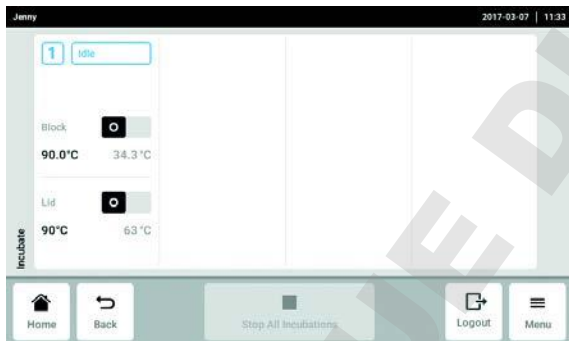 Jenny 2017-03-07 | 11:33
1 Idle
Block
90.0°C 34.3 °C
Lid
90°C 63 °C
Incubate
Home Back Stop All Incubations Logout Menu